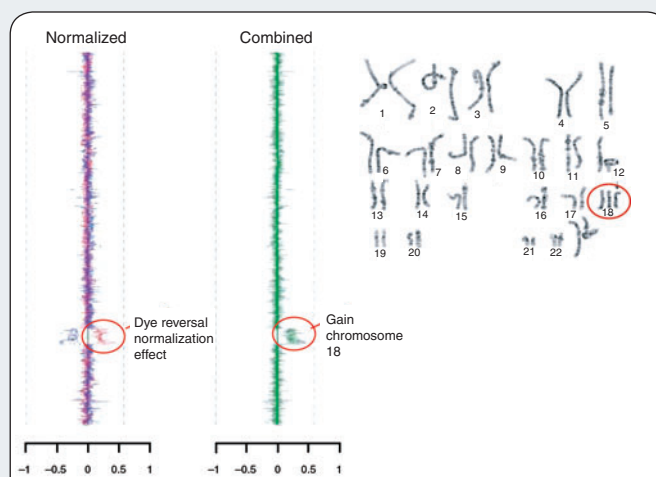 Normalized
Combined
1
2
3
4
5
6
7
8
9
10
11
12
13
14
15
16
17
18
19
20
21
22
Dye reversal
normalization
effect
Gain
chromosome
18
−1 −0.5 0 0.5 1
−1 −0.5 0 0.5 1